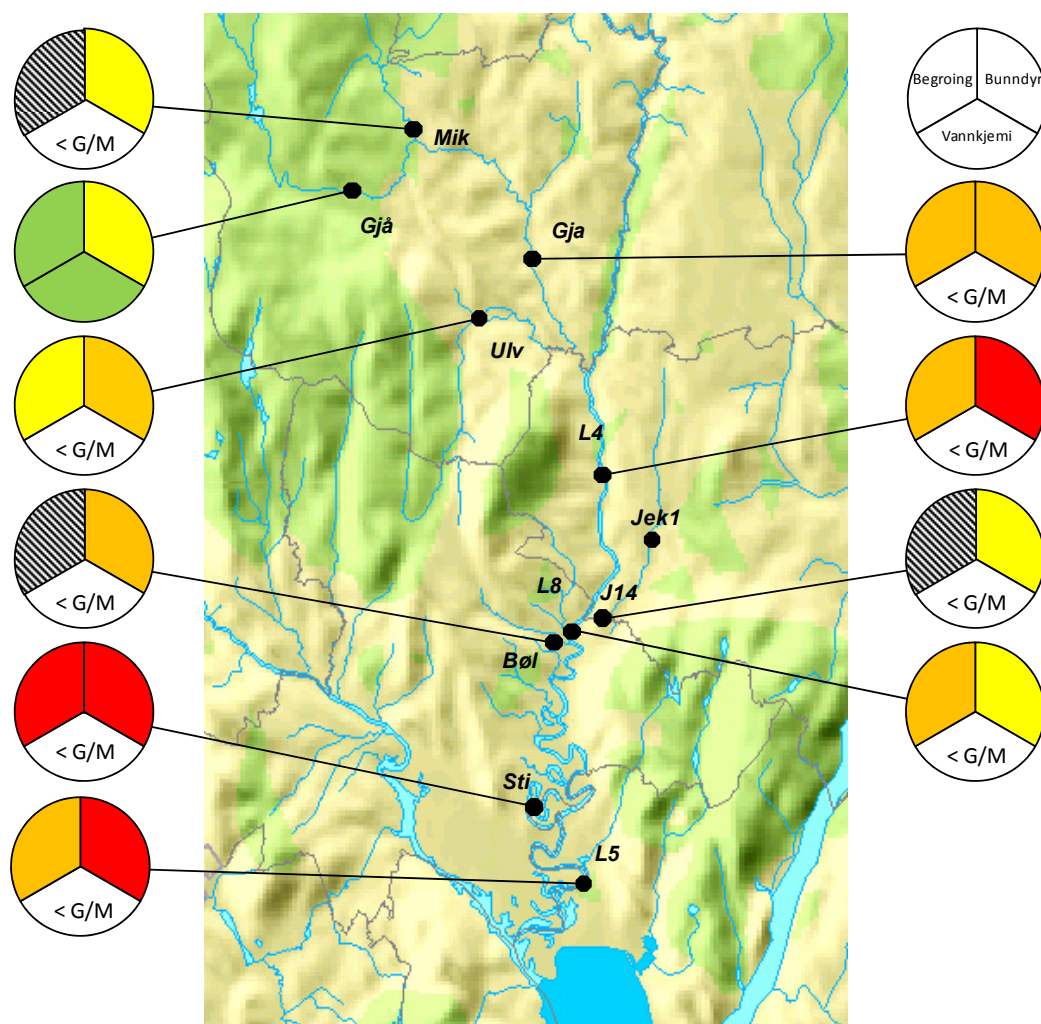 Begroing
Bunndyr
Vannkjemi
< G/M
Mik
Gjå
Gja
< G/M
Ulv
< G/M
L4
< G/M
Jek1
< G/M
L8
J14
< G/M
Bøl
< G/M
Sti
< G/M
L5
< G/M